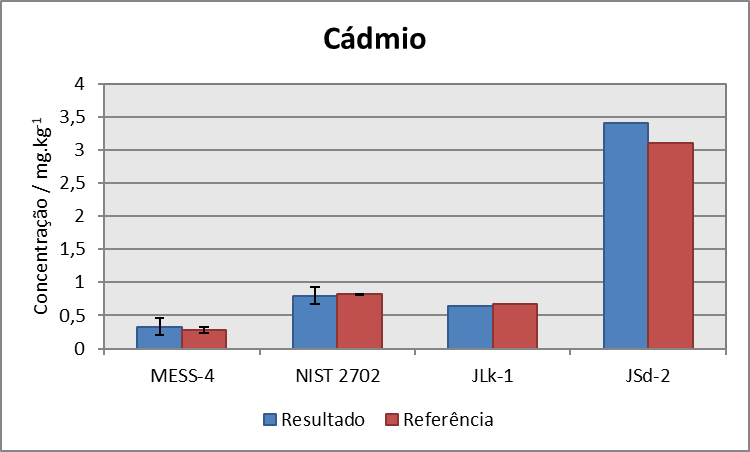 Cádmio
Concentração / mg.kg-1
4
3,5
3
2,5
2
1,5
1
0,5
0
MESS-4 NIST 2702 JLk-1 JSd-2
Resultado Referência